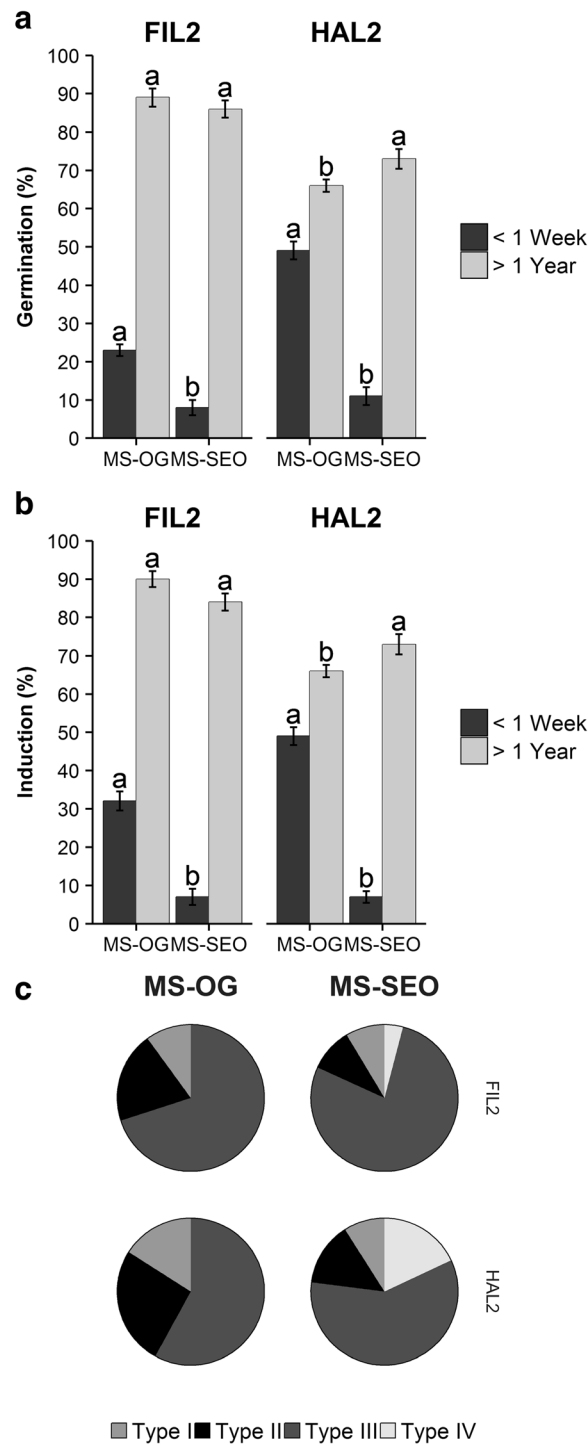 a
FIL2 HAL2
Germination (%)
100
90
80
70
60
50
40
30
20
10
0
a a a b a
a b a b
MS-OG MS-SEO MS-OG MS-SEO
< 1 Week
> 1 Year
b
FIL2 HAL2
Induction (%)
100
90
80
70
60
50
40
30
20
10
0
a a b a
a b a b
MS-OG MS-SEO MS-OG MS-SEO
< 1 Week
> 1 Year
c
MS-OG MS-SEO
FIL2
HAL2
Type I Type II Type III Type IV